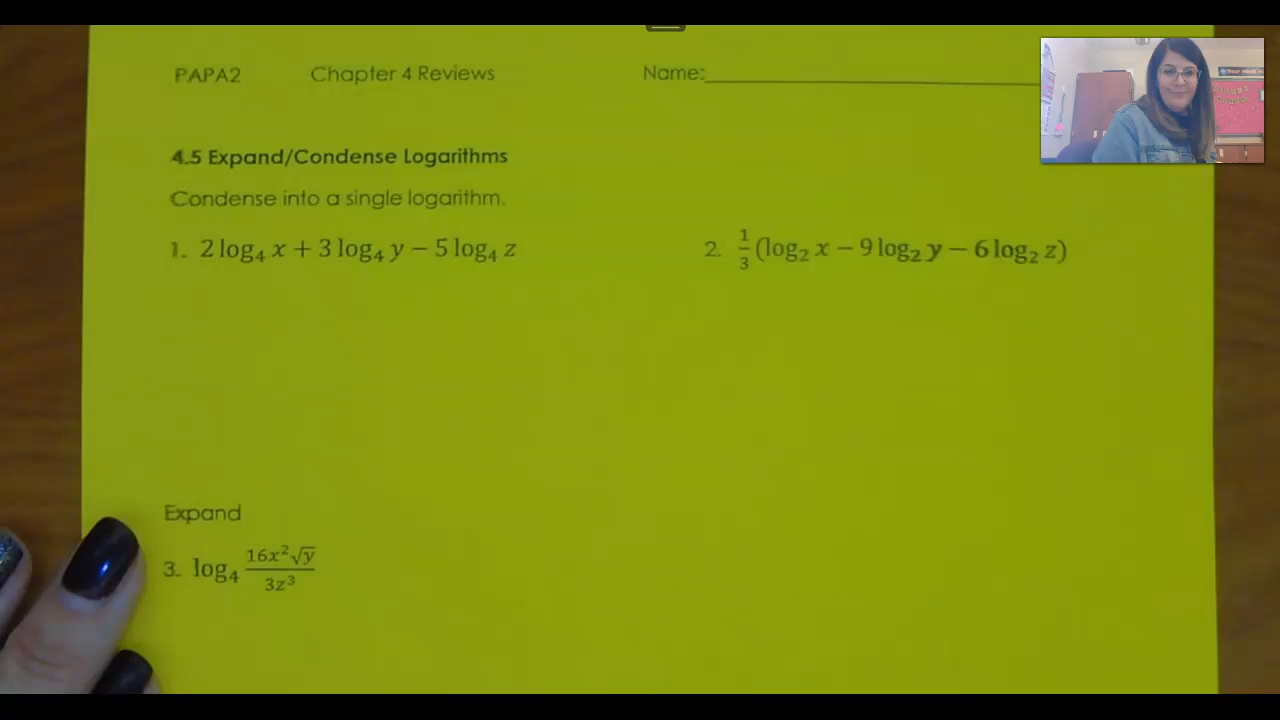 PAPA2 Chapter 4 Reviews Name:
4.5 Expand/Condense Logarithms
Condense into a single logarithm.
1. 2 log₄ x + 3 log₄ y − 5 log₄ z
2. 1/3 (log₂ x − 9 log₂ y − 6 log₂ z)
Expand
3. log₄ 16x²√y / 3z³